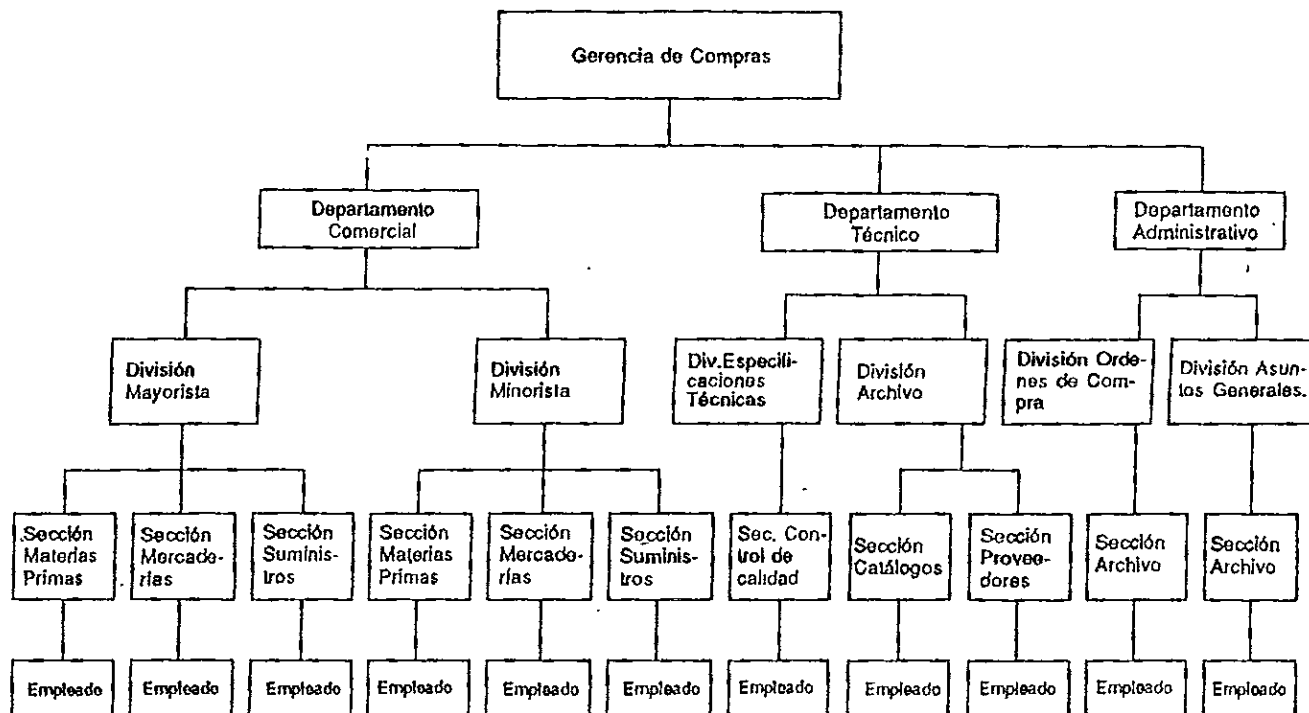 Gerencia de Compras
Departamento
Comercial
Departamento
Técnico
Departamento
Administrativo
División
Mayorista
División
Minorista
Div.Especifi-
caciones
Técnicas
División
Archivo
División Orde-
nes de Com-
pra
División Asun-
tos Generales.
Sección
Materias
Primas
Sección
Mercade-
rías
Sección
Suminis-
tros
Sección
Materias
Primas
Sección
Mercade-
rías
Sección
Suminis-
tros
Sec. Con-
trol de
calidad
Sección
Catálogos
Sección
Provee-
dores
Sección
Archivo
Sección
Archivo
Empleado
Empleado
Empleado
Empleado
Empleado
Empleado
Empleado
Empleado
Empleado
Empleado
Empleado